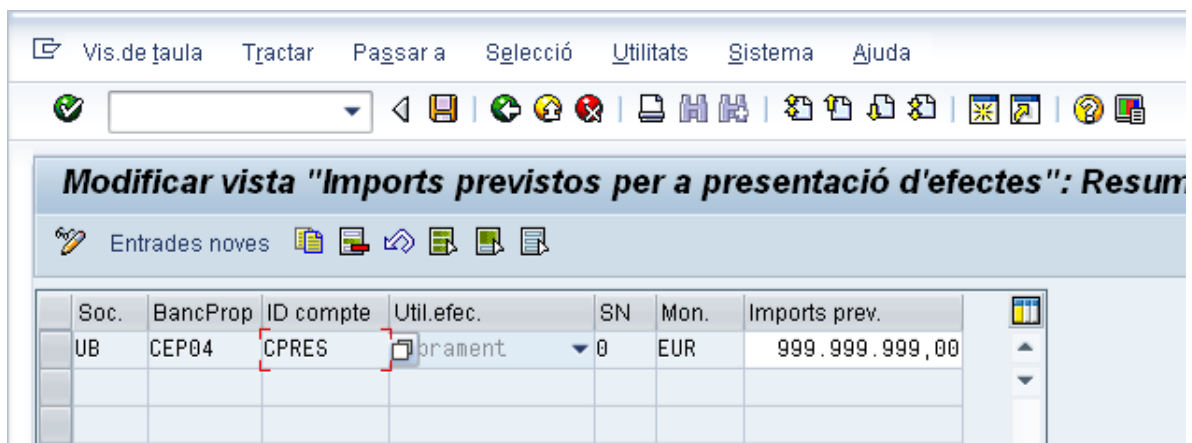 Vis.de taula Tractar Passar a Selecció Utilitats Sistema Ajuda
Modificar vista "Imports previstos per a presentació d'efectes": Resum
Entrades noves
Soc. BancProp ID compte Util.efec. SN Mon. Imports prev.
UB CEP04 CPRES 0 EUR 999.999.999,00